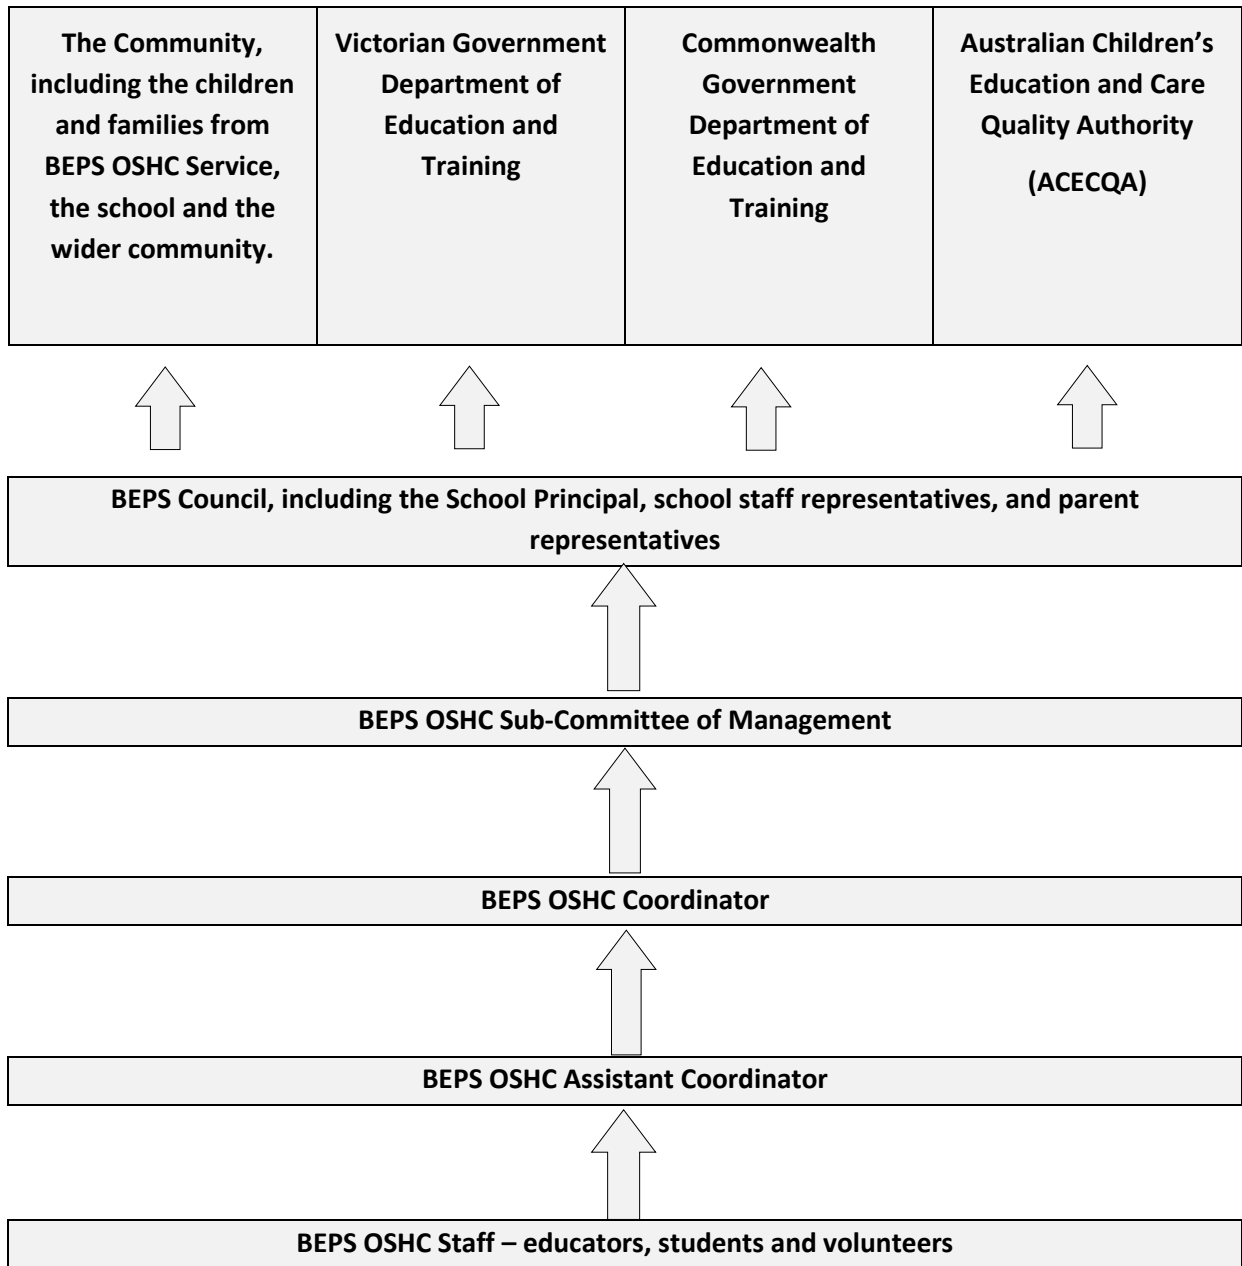 The Community,
including the children
and families from
BEPS OSHC Service,
the school and the
wider community.
Victorian Government
Department of
Education and
Training
Commonwealth
Government
Department of
Education and
Training
Australian Children’s
Education and Care
Quality Authority
(ACECQA)
BEPS Council, including the School Principal, school staff representatives, and parent
representatives
BEPS OSHC Sub-Committee of Management
BEPS OSHC Coordinator
BEPS OSHC Assistant Coordinator
BEPS OSHC Staff – educators, students and volunteers